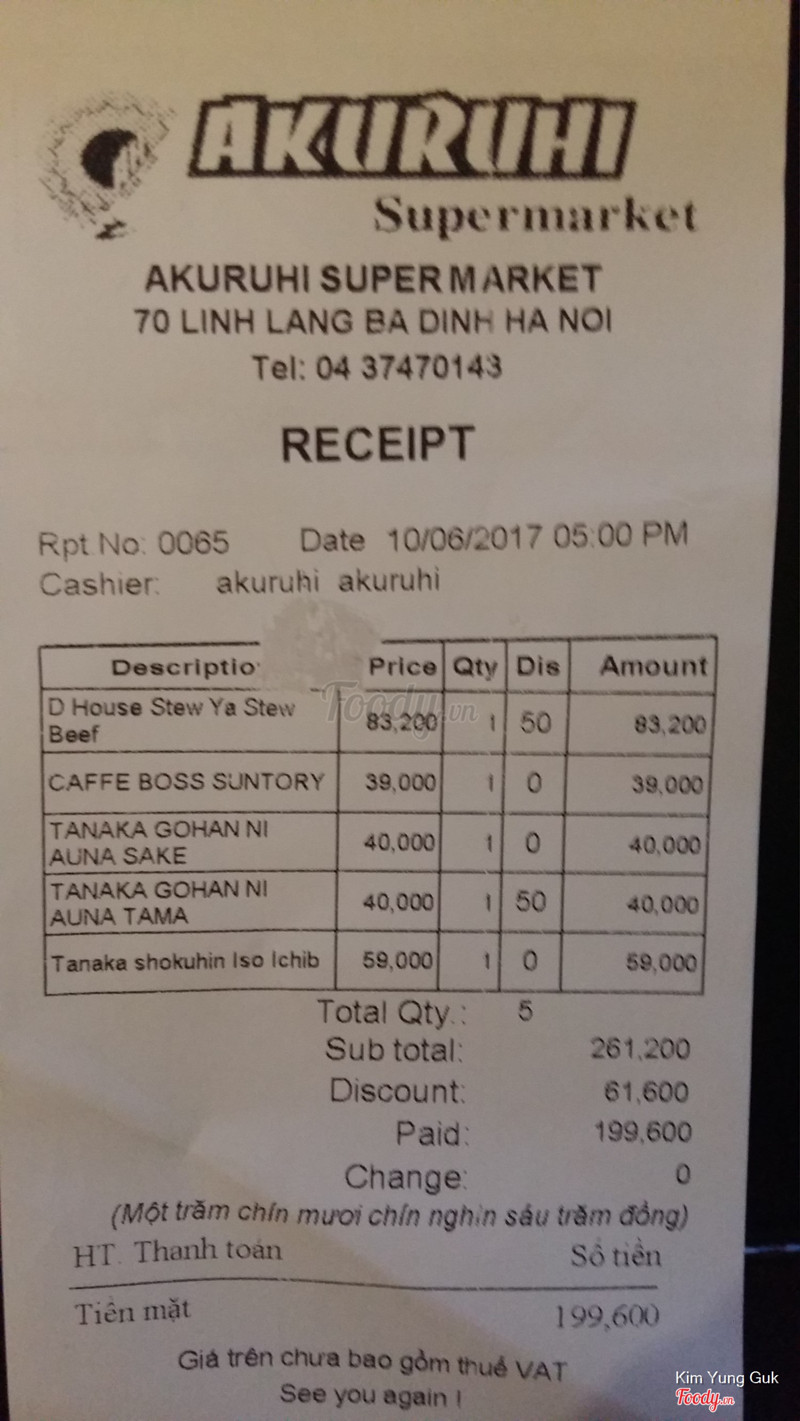 AKURUHI
Supermarket
AKURUHI SUPER MARKET
70 LINH LANG BA DINH HA NOI
Tel: 04 37470143
RECEIPT
Rpt No: 0065 Date 10/06/2017 05:00 PM
Cashier: akuruhi akuruhi
Descriptio Price Qty Dis Amount
D House Stew Ya Stew
Beef 83,200 1 50 83,200
CAFFE BOSS SUNTORY 39,000 1 0 39,000
TANAKA GOHAN NI
AUNA SAKE 40,000 1 0 40,000
TANAKA GOHAN NI
AUNA TAMA 40,000 1 50 40,000
Tanaka shokuhin Iso Ichib 59,000 1 0 59,000
Foody.vn
Total Qty.: 5
Sub total: 261,200
Discount: 61,600
Paid: 199,600
Change: 0
(Một trăm chín mươi chín nghìn sáu trăm đồng)
HT. Thanh toán Số tiền
Tiền mặt 199,600
Giá trên chưa bao gồm thuế VAT
See you again !
Kim Yung Guk
Foody.vn